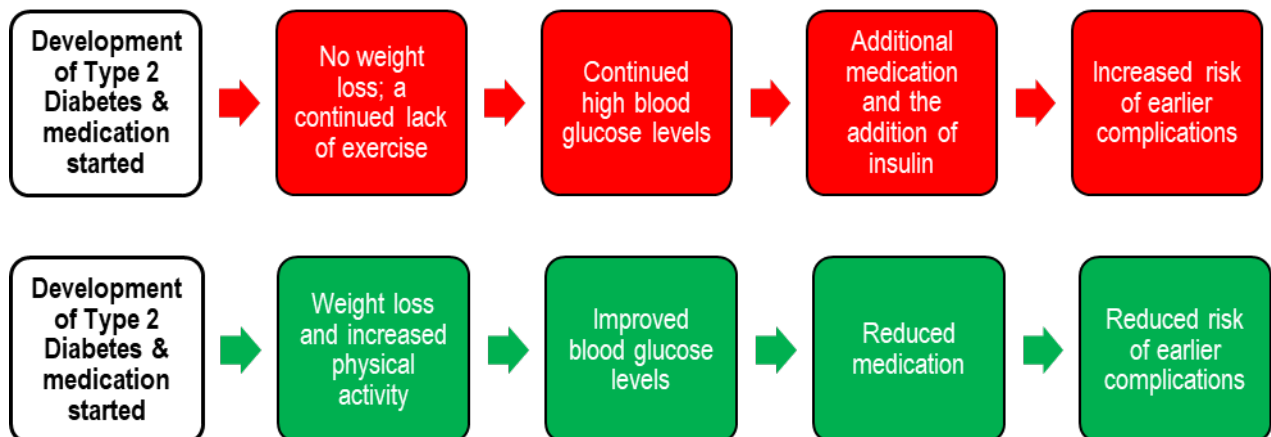 Development
of Type 2
Diabetes &
medication
started
No weight
loss; a
continued lack
of exercise
Continued
high blood
glucose levels
Additional
medication
and the
addition of
insulin
Increased risk
of earlier
complications
Development
of Type 2
Diabetes &
medication
started
Weight loss
and increased
physical
activity
Improved
blood glucose
levels
Reduced
medication
Reduced risk
of earlier
complications